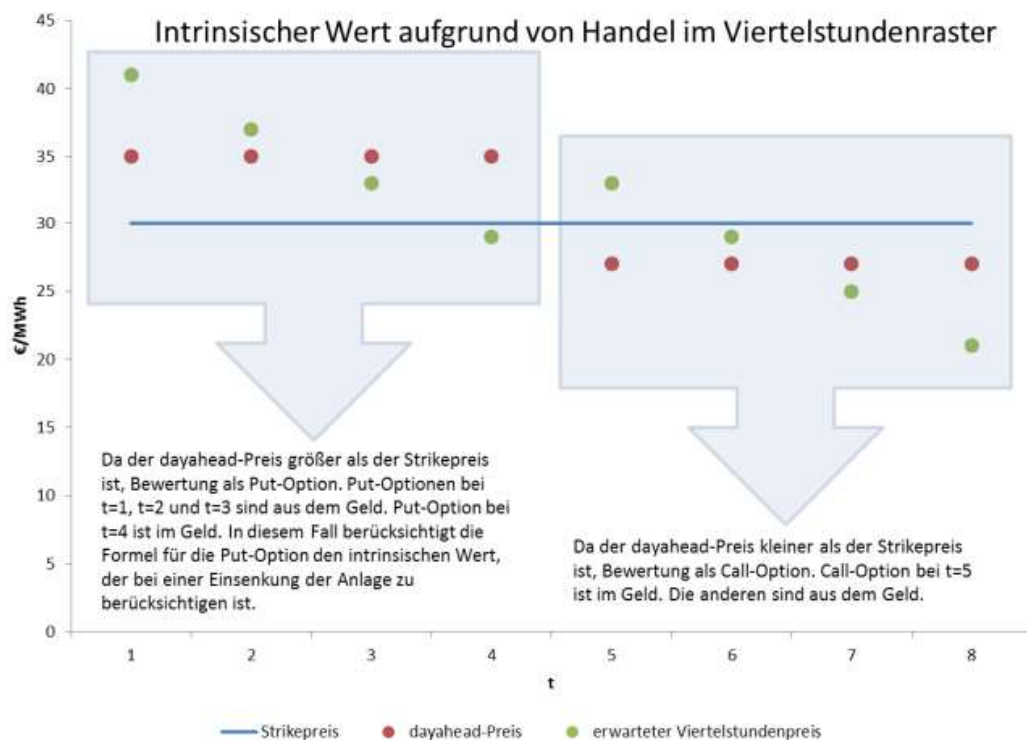 Intrinsischer Wert aufgrund von Handel im Viertelstundenraster
45
40
35
30
25
20
15
10
5
0
€/MWh
Da der dayahead-Preis größer als der Strikepreis
ist, Bewertung als Put-Option. Put-Optionen bei
t=1, t=2 und t=3 sind aus dem Geld. Put-Option bei
t=4 ist im Geld. In diesem Fall berücksichtigt die
Formel für die Put-Option den intrinsischen Wert,
der bei einer Einsenkung der Anlage zu
berücksichtigen ist.
Da der dayahead-Preis kleiner als der Strikepreis
ist, Bewertung als Call-Option. Call-Option bei t=5
ist im Geld. Die anderen sind aus dem Geld.
1 2 3 4 5 6 7 8
t
Strikepreis dayahead-Preis erwarteter Viertelstundenpreis